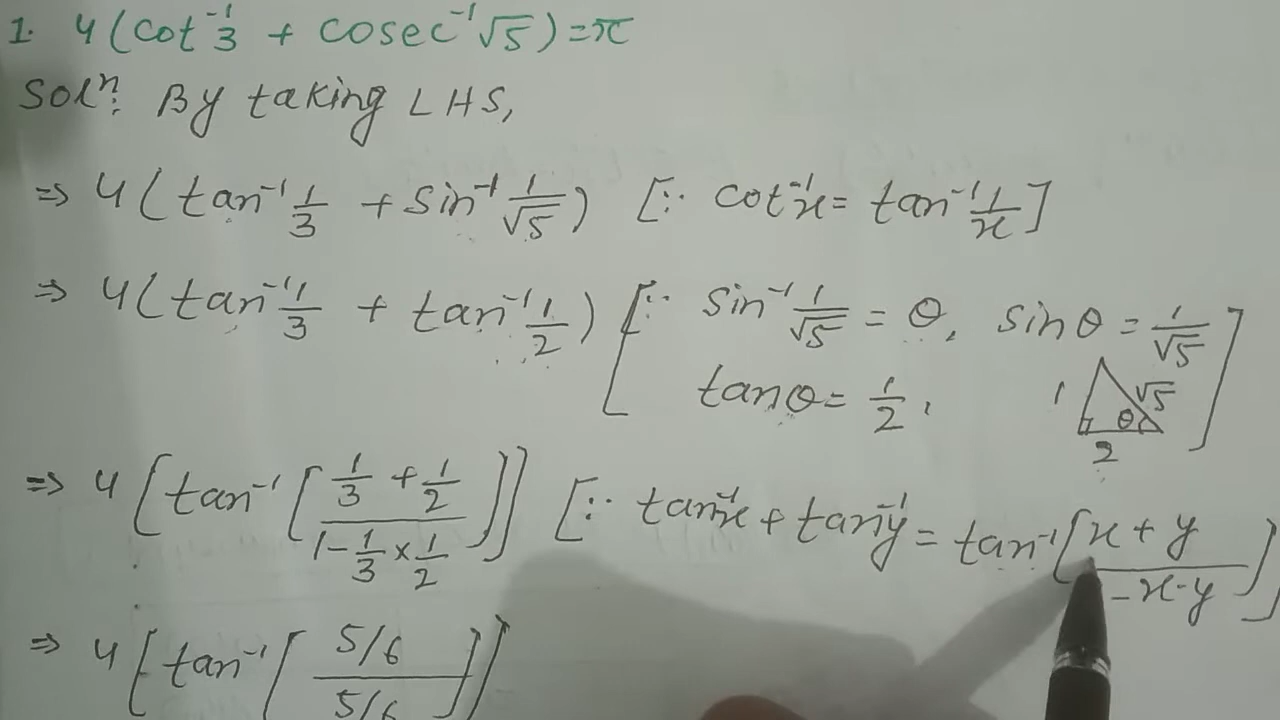 1. 4(cot⁻¹3 + cosec⁻¹√5)=π
Solⁿ: By taking LHS,
⇒ 4(tan⁻¹ 1/3 + sin⁻¹ 1/√5) [∵ cot⁻¹x = tan⁻¹ 1/x]
⇒ 4(tan⁻¹ 1/3 + tan⁻¹ 1/2) [∵ sin⁻¹ 1/√5 = θ, sinθ = 1/√5
tanθ = 1/2, 1 √5 θ 2]
⇒ 4[tan⁻¹[(1/3 + 1/2)/(1 - 1/3 × 1/2)]] [∵ tan⁻¹x + tan⁻¹y = tan⁻¹[(x + y)/(-x·y)]]
⇒ 4[tan⁻¹[(5/6)/(5/6)]]